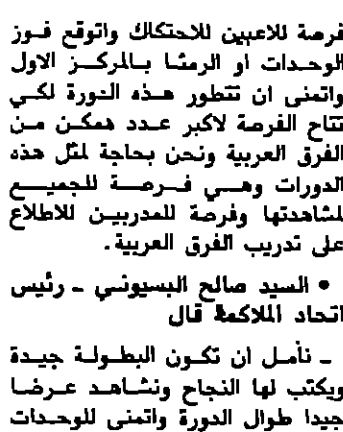 فرصة للاعبين للاحتكاك واتوقع فوز
الوحدات او الرمثا بالمركز الاول
واتمنى ان تتطور هذه الدورة لكي
تتاح الفرصة لاكبر عدد ممكن من
الفرق العربية ونحن بحاجة لمثل هذه
الدورات وهي فرصة للجميع
لمشاهدتها وفرصة للمدربين للاطلاع
على تدريب الفرق العربية.
• السيد صالح البسيوني ـ رئيس
اتحاد الملاكمة قال
ـ نأمل ان تكون البطولة جيدة
ويكتب لها النجاح ونشاهد عرضا
جيدا طوال الدورة واتمنى للوحدات